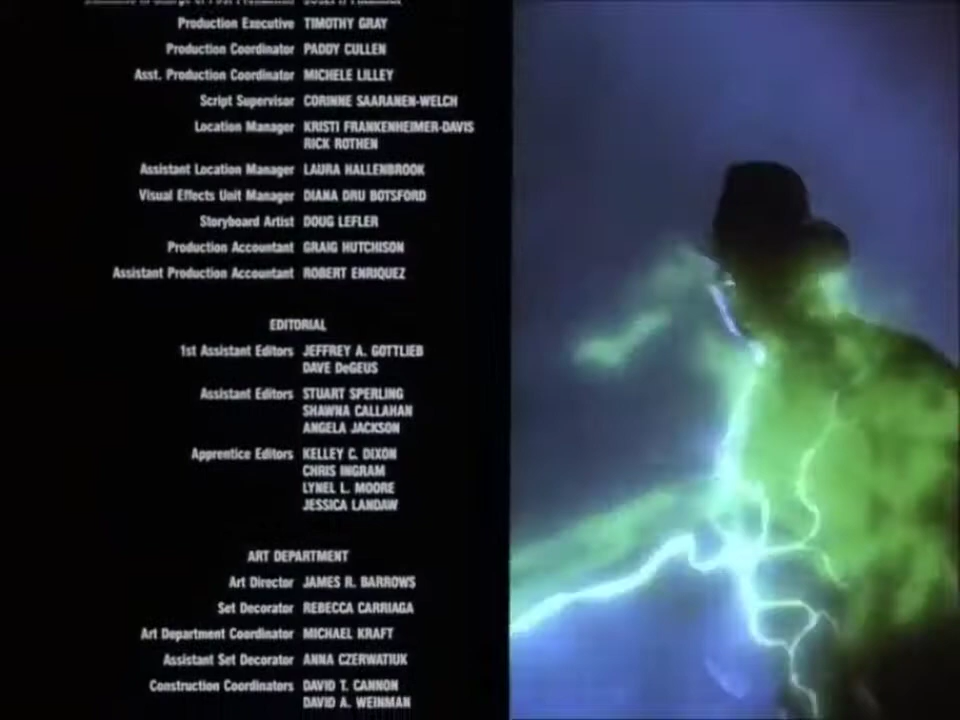 Production Executive TIMOTHY GRAY
Production Coordinator PADDY CULLEN
Asst. Production Coordinator MICHELE LILLEY
Script Supervisor CORINNE SAARANEN-WELCH
Location Manager KRISTI FRANKENHEIMER-DAVIS
RICK ROTHEN
Assistant Location Manager LAURA HALLENBROOK
Visual Effects Unit Manager DIANA DRU BOTSFORD
Storyboard Artist DOUG LEFLER
Production Accountant GRAIG HUTCHISON
Assistant Production Accountant ROBERT ENRIQUEZ
EDITORIAL
1st Assistant Editors JEFFREY A. GOTTLIEB
DAVE DeGEUS
Assistant Editors STUART SPERLING
SHAWNA CALLAHAN
ANGELA JACKSON
Apprentice Editors KELLEY C. DIXON
CHRIS INGRAM
LYNEL L. MOORE
JESSICA LANDAW
ART DEPARTMENT
Art Director JAMES R. BARROWS
Set Decorator REBECCA CARRIAGA
Art Department Coordinator MICHAEL KRAFT
Assistant Set Decorator ANNA CZERWATIUK
Construction Coordinators DAVID T. CANNON
DAVID A. WEINMAN